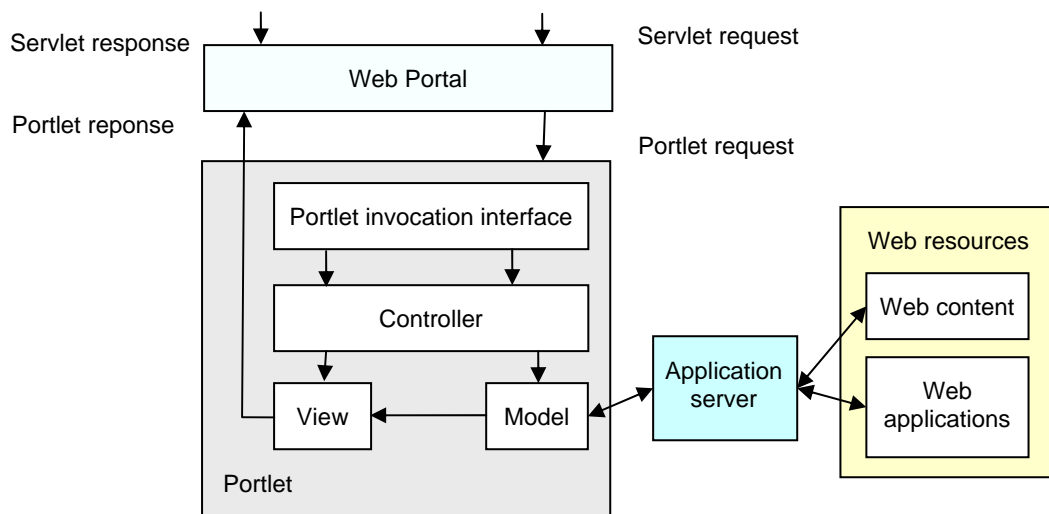 Servlet response
Servlet request
Web Portal
Portlet reponse
Portlet request
Portlet invocation interface
Web resources
Web content
Controller
Application
server
Web
applications
View
Model
Portlet